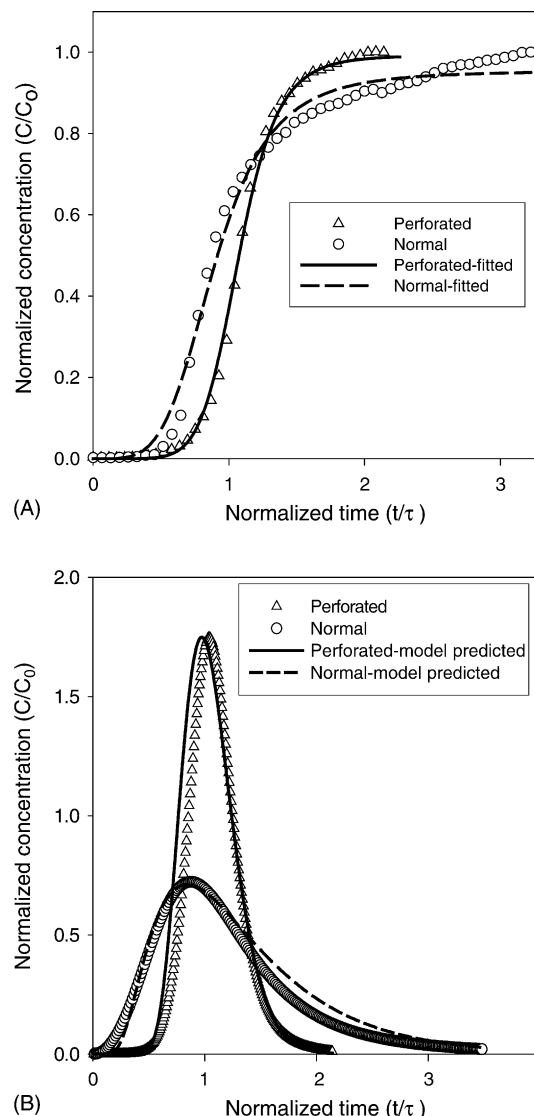 1.0
0.8
0.6
0.4
0.2
0.0
Normalized concentration (C/Co)
Perforated
Normal
Perforated-fitted
Normal-fitted
0 1 2 3
Normalized time (t/τ )
(A)
2.0
1.5
1.0
0.5
0.0
Normalized concentration (C/C0)
Perforated
Normal
Perforated-model predicted
Normal-model predicted
0 1 2 3
Normalized time (t/τ )
(B)